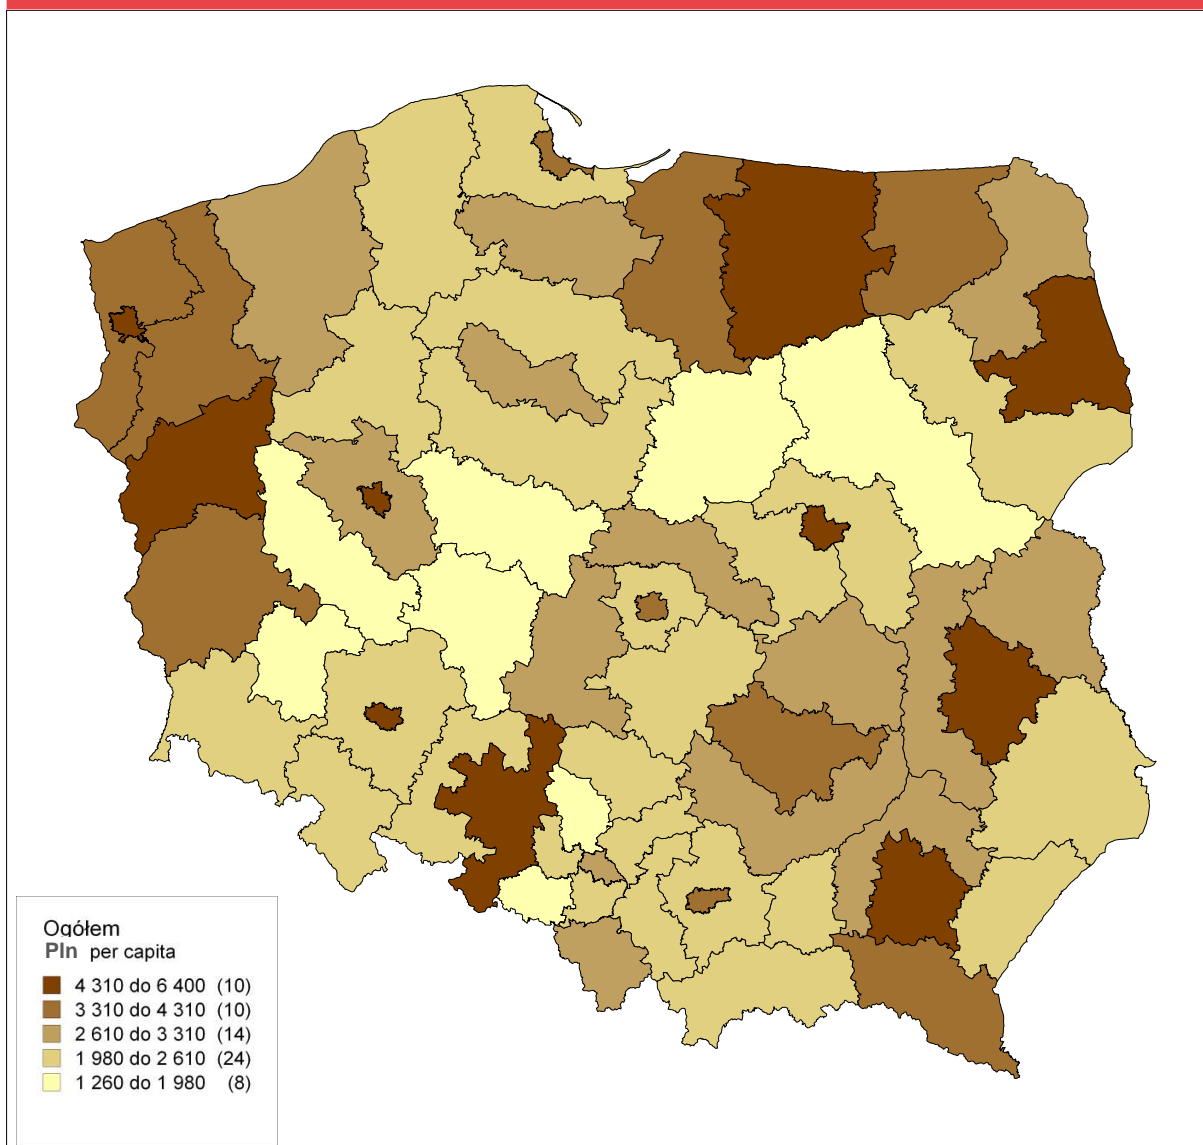 Ogółem
Pln per capita
4 310 do 6 400 (10)
3 310 do 4 310 (10)
2 610 do 3 310 (14)
1 980 do 2 610 (24)
1 260 do 1 980 (8)